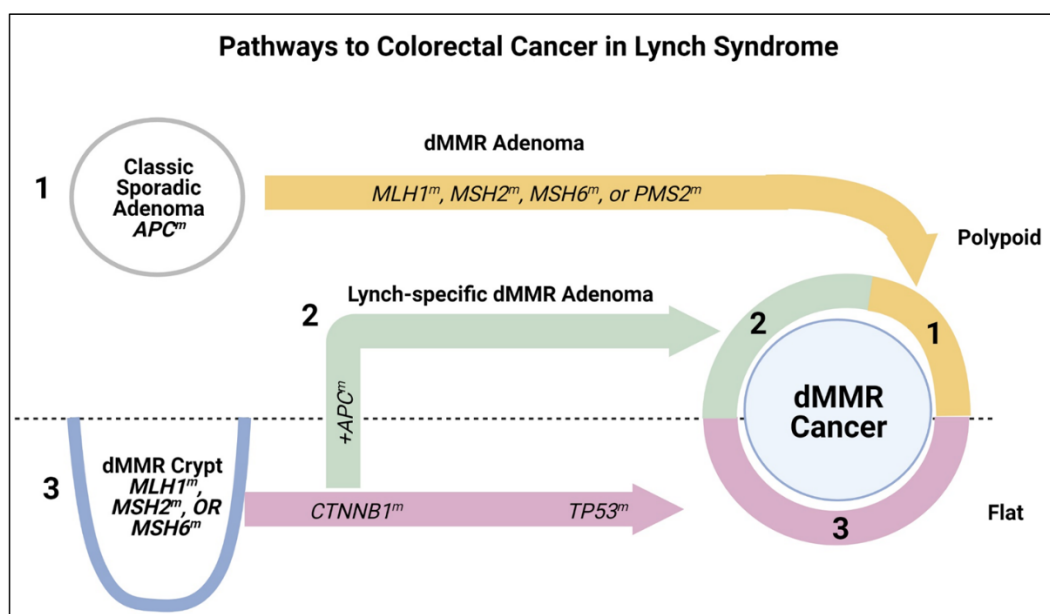 Pathways to Colorectal Cancer in Lynch Syndrome
1
Classic
Sporadic
Adenoma
APCᵐ
dMMR Adenoma
MLH1ᵐ, MSH2ᵐ, MSH6ᵐ, or PMS2ᵐ
Polypoid
2
Lynch-specific dMMR Adenoma
+APCᵐ
2
1
dMMR
Cancer
3
3
dMMR Crypt
MLH1ᵐ,
MSH2ᵐ, OR
MSH6ᵐ
CTNNB1ᵐ
TP53ᵐ
Flat